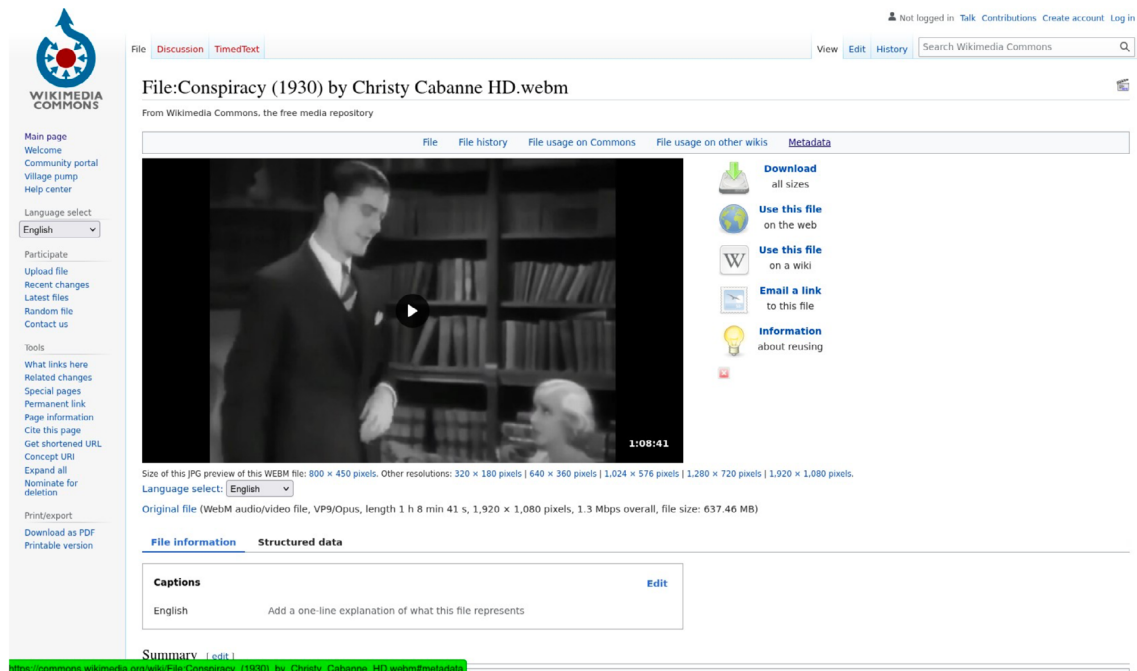 Not logged in Talk Contributions Create account Log in
File Discussion TimedText View Edit History Search Wikimedia Commons
WIKIMEDIA
COMMONS
File:Conspiracy (1930) by Christy Cabanne HD.webm
From Wikimedia Commons, the free media repository
Main page
Welcome
Community portal
Village pump
Help center
Language select
English
Participate
Upload file
Recent changes
Latest files
Random file
Contact us
Tools
What links here
Related changes
Special pages
Permanent link
Page information
Cite this page
Get shortened URL
Concept URI
Expand all
Nominate for
deletion
Print/export
Download as PDF
Printable version
File File history File usage on Commons File usage on other wikis Metadata
1:08:41
Download
all sizes
Use this file
on the web
W
Use this file
on a wiki
Email a link
to this file
Information
about reusing
Size of this JPG preview of this WEBM file: 800 × 450 pixels. Other resolutions: 320 × 180 pixels | 640 × 360 pixels | 1,024 × 576 pixels | 1,280 × 720 pixels | 1,920 × 1,080 pixels.
Language select: English
Original file (WebM audio/video file, VP9/Opus, length 1 h 8 min 41 s, 1,920 × 1,080 pixels, 1.3 Mbps overall, file size: 637.46 MB)
File information Structured data
Captions Edit
English Add a one-line explanation of what this file represents
Summary [ edit ]
https://commons.wikimedia.org/wiki/File:Conspiracy_(1930)_by_Christy_Cabanne_HD.webm#metadata